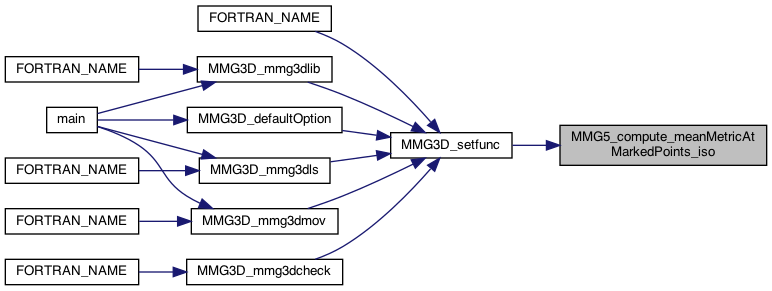 FORTRAN_NAME
FORTRAN_NAME
MMG3D_mmg3dlib
main
MMG3D_defaultOption
MMG3D_setfunc
MMG5_compute_meanMetricAt
MarkedPoints_iso
FORTRAN_NAME
MMG3D_mmg3dls
FORTRAN_NAME
MMG3D_mmg3dmov
FORTRAN_NAME
MMG3D_mmg3dcheck